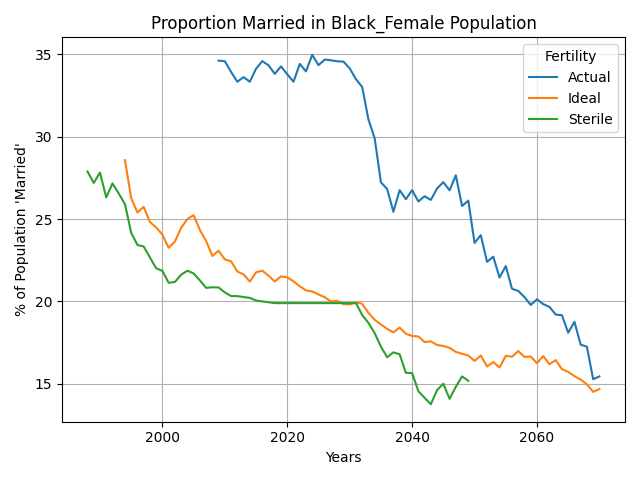 Proportion Married in Black_Female Population
% of Population 'Married'
35
30
25
20
15
Fertility
Actual
Ideal
Sterile
2000
2020
2040
2060
Years